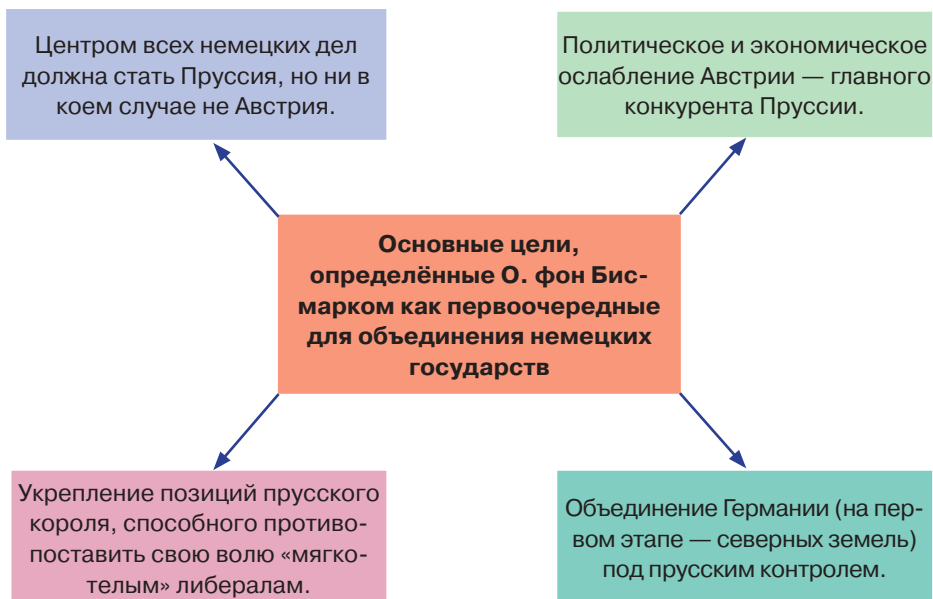 Центром всех немецких дел
должна стать Пруссия, но ни в
коем случае не Австрия.
Политическое и экономическое
ослабление Австрии — главного
конкурента Пруссии.
Основные цели,
определённые О. фон Бис-
марком как первоочередные
для объединения немецких
государств
Укрепление позиций прусского
короля, способного противо-
поставить свою волю «мягко-
телым» либералам.
Объединение Германии (на пер-
вом этапе — северных земель)
под прусским контролем.